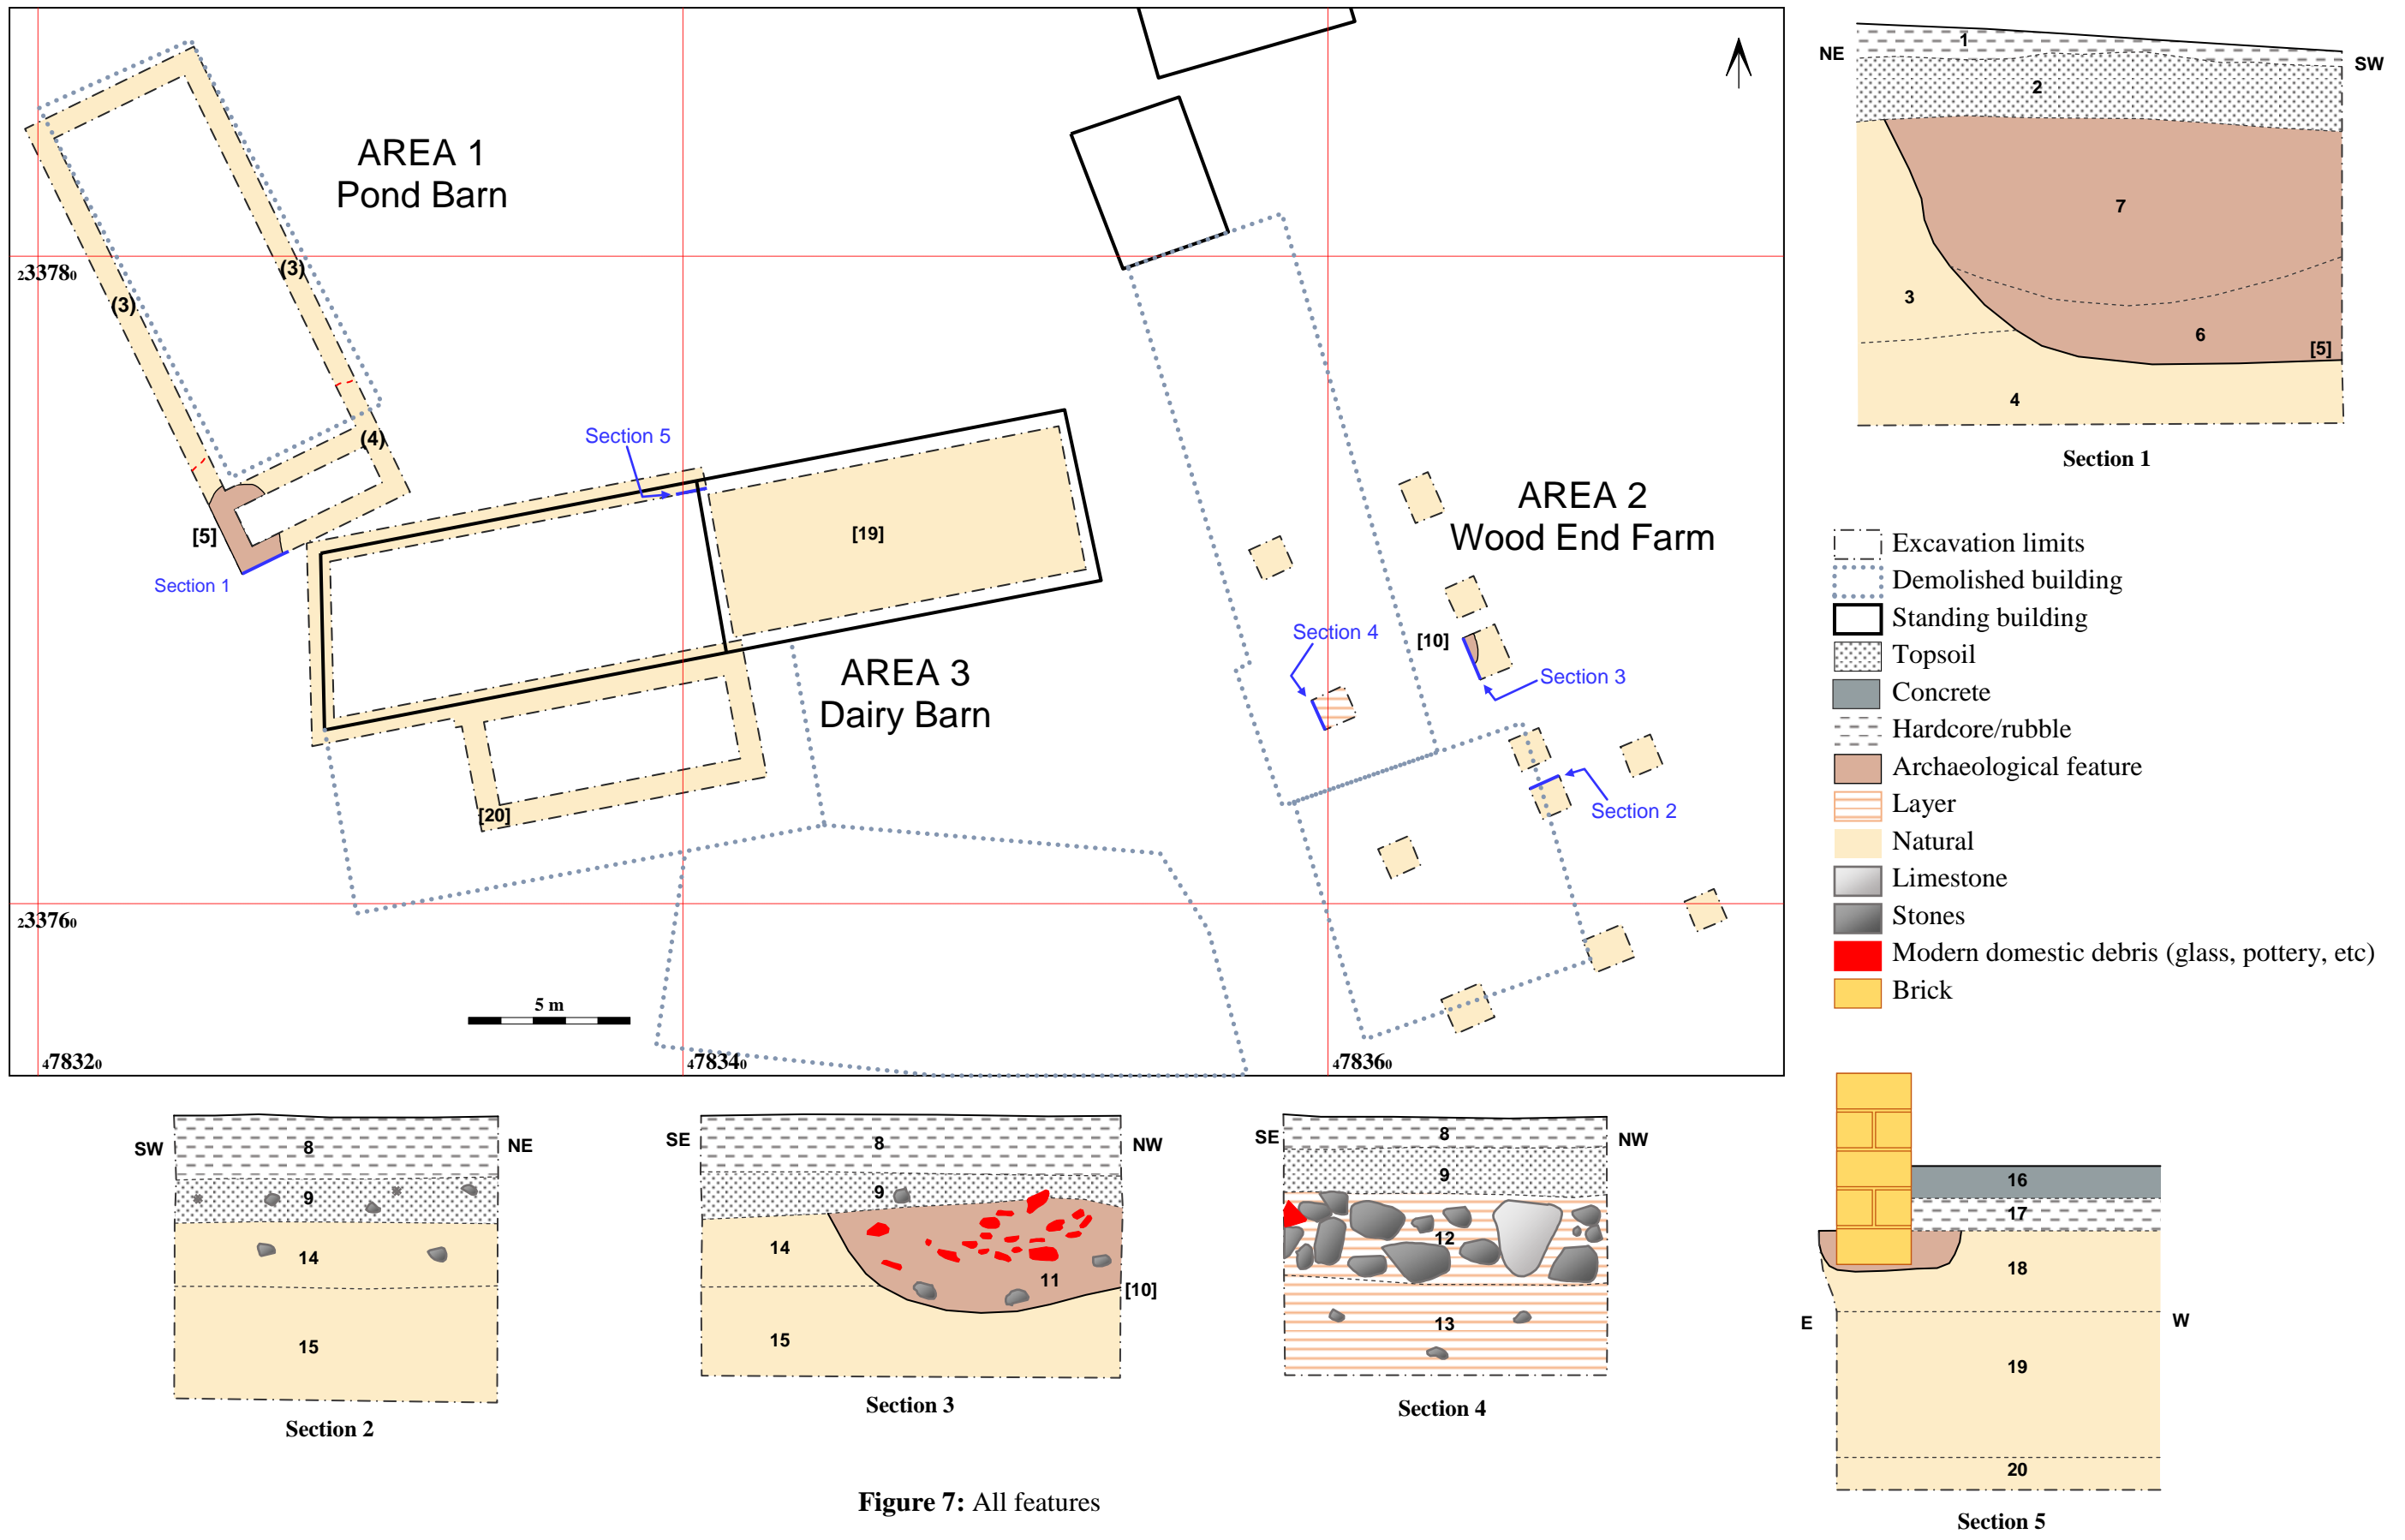 AREA 1
Pond Barn
(3)
(3)
(4)
[5]
Section 1
Section 5
[19]
AREA 3
Dairy Barn
[20]
AREA 2
Wood End Farm
[10]
Section 4
Section 3
Section 2
233780
233760
478320
478340
478360
5 m
NE
SW
1
2
7
3
6
[5]
4
Section 1
Excavation limits
Demolished building
Standing building
Topsoil
Concrete
Hardcore/rubble
Archaeological feature
Layer
Natural
Limestone
Stones
Modern domestic debris (glass, pottery, etc)
Brick
SW
NE
8
9
14
15
Section 2
SE
NW
8
9
14
11
[10]
15
Section 3
SE
NW
8
9
12
13
Section 4
16
17
18
E
W
19
20
Section 5
Figure 7: All features